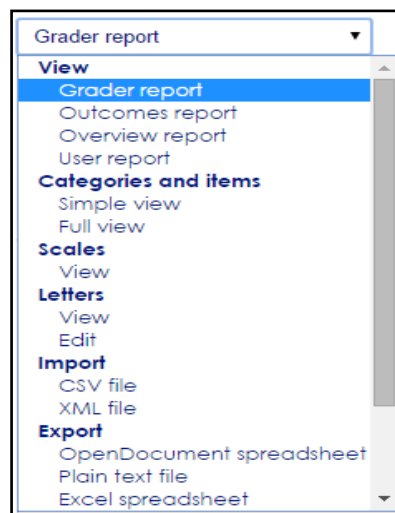 Grader report
View
Grader report
Outcomes report
Overview report
User report
Categories and items
Simple view
Full view
Scales
View
Letters
View
Edit
Import
CSV file
XML file
Export
OpenDocument spreadsheet
Plain text file
Excel spreadsheet